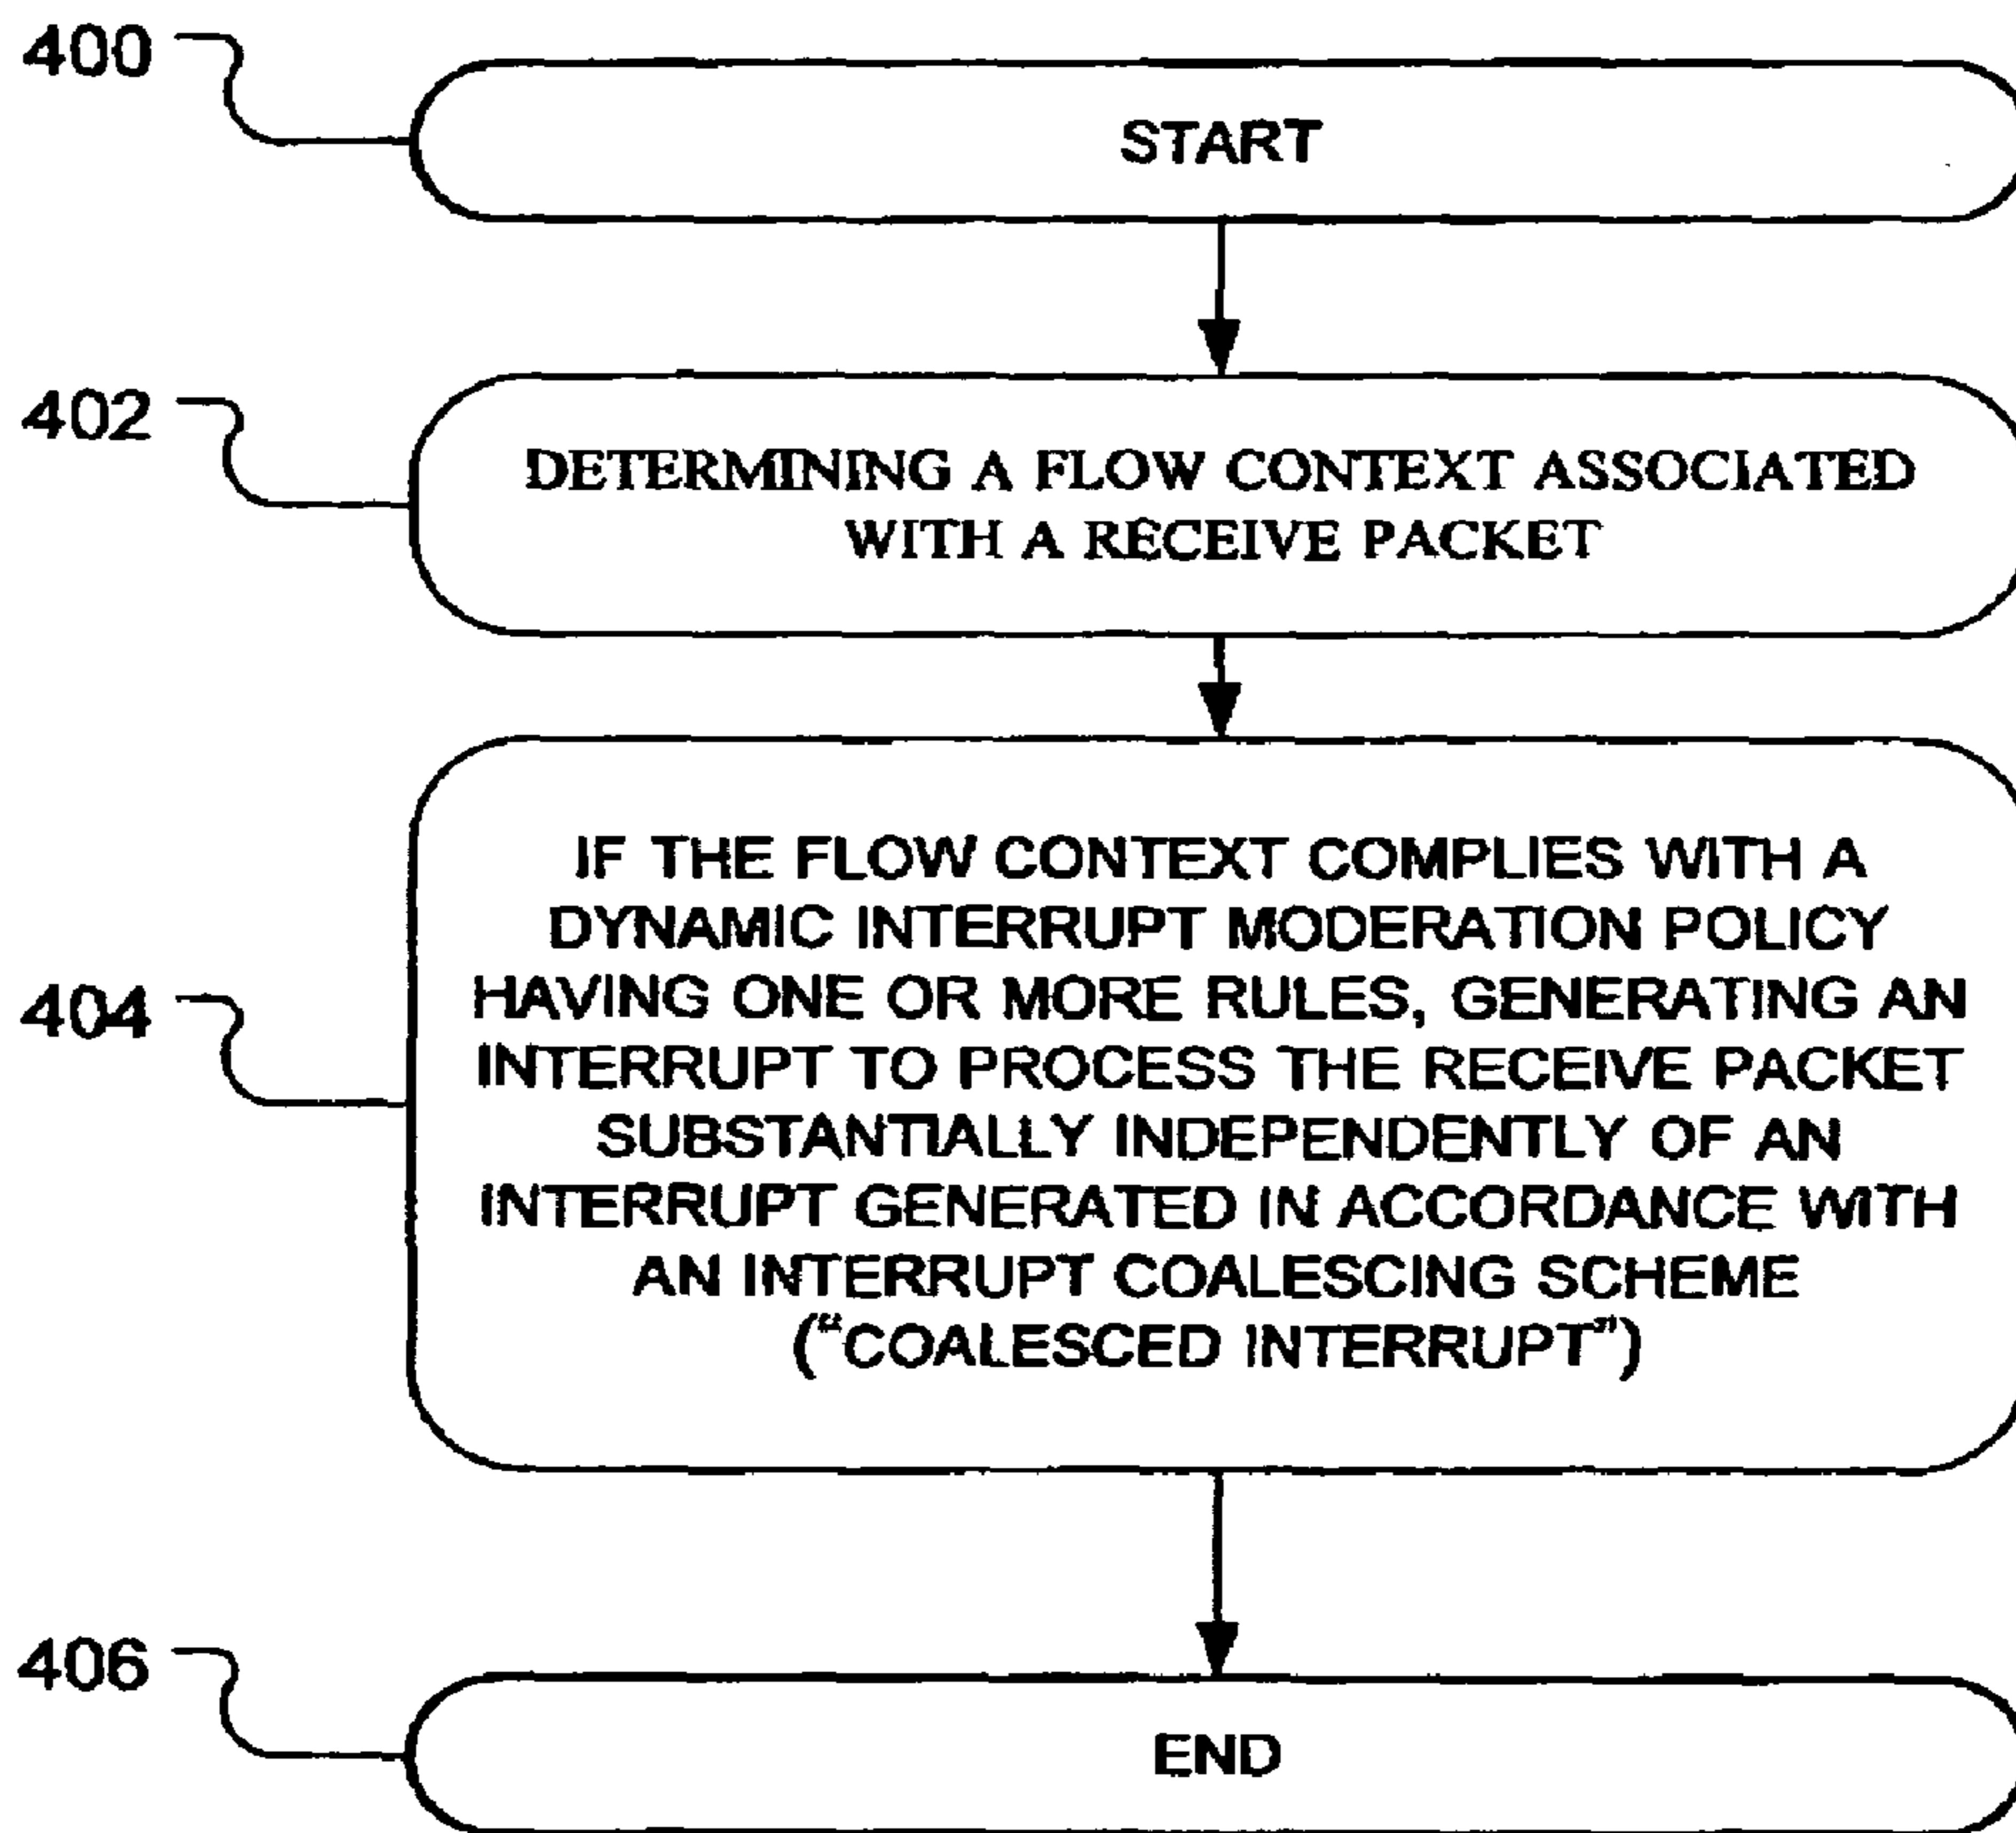 400
START
402
DETERMINING A FLOW CONTEXT ASSOCIATED
WITH A RECEIVE PACKET
404
IF THE FLOW CONTEXT COMPLIES WITH A
DYNAMIC INTERRUPT MODERATION POLICY
HAVING ONE OR MORE RULES, GENERATING AN
INTERRUPT TO PROCESS THE RECEIVE PACKET
SUBSTANTIALLY INDEPENDENTLY OF AN
INTERRUPT GENERATED IN ACCORDANCE WITH
AN INTERRUPT COALESCING SCHEME
(“COALESCED INTERRUPT”)
406
END